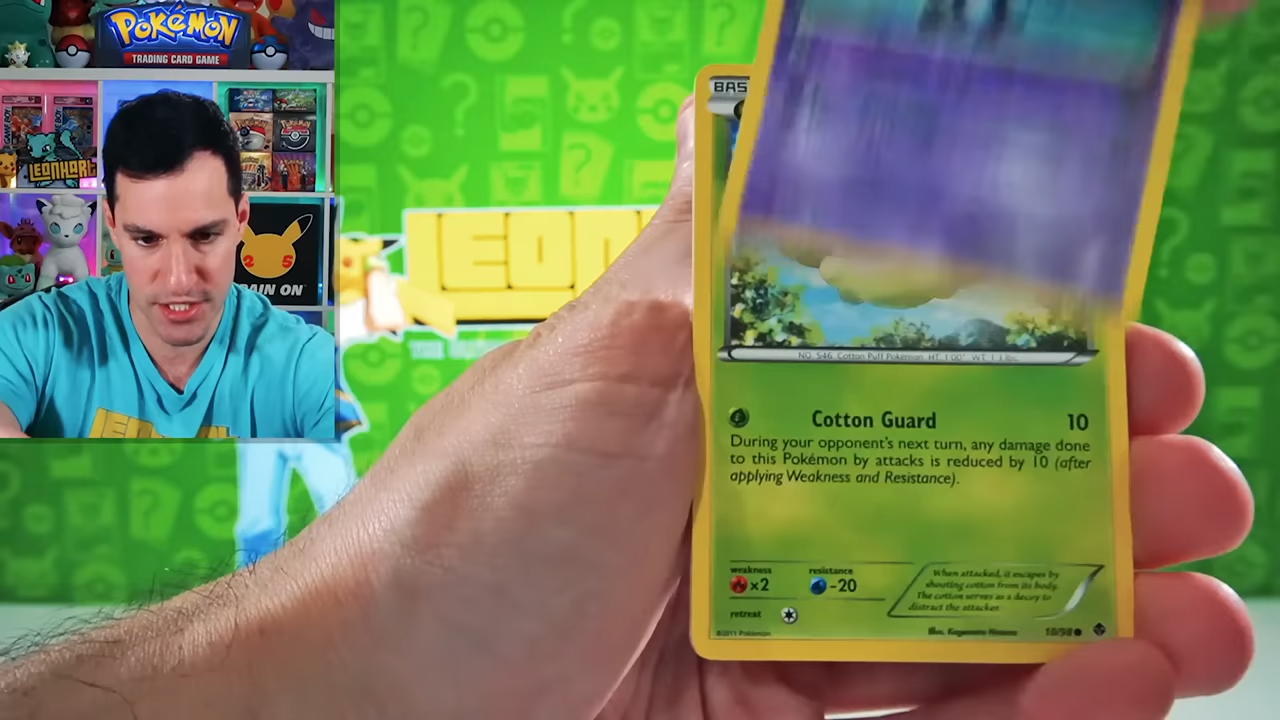 POKéMON
TRADING CARD GAME
LEONHART
25
LEON
BAS
NO. 546 Cotton Puff Pokémon HT. 1'00" WT. 1.3 lbs.
Cotton Guard 10
During your opponent's next turn, any damage done
to this Pokémon by attacks is reduced by 10 (after
applying Weakness and Resistance).
weakness resistance
×2 -20
retreat
When attacked, it escapes by
shooting cotton from its body.
The cotton serves as a decoy to
distract the attacker.
©2011 Pokémon
Illus. Kagemaru Himeno 10/98